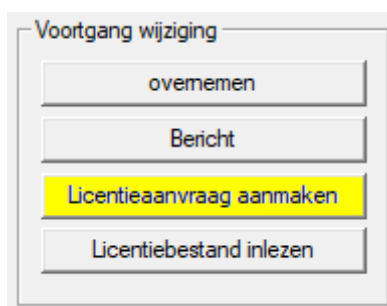 Voortgang wijziging
overnemen
Bericht
Licentieaanvraag aanmaken
Licentiebestand inlezen